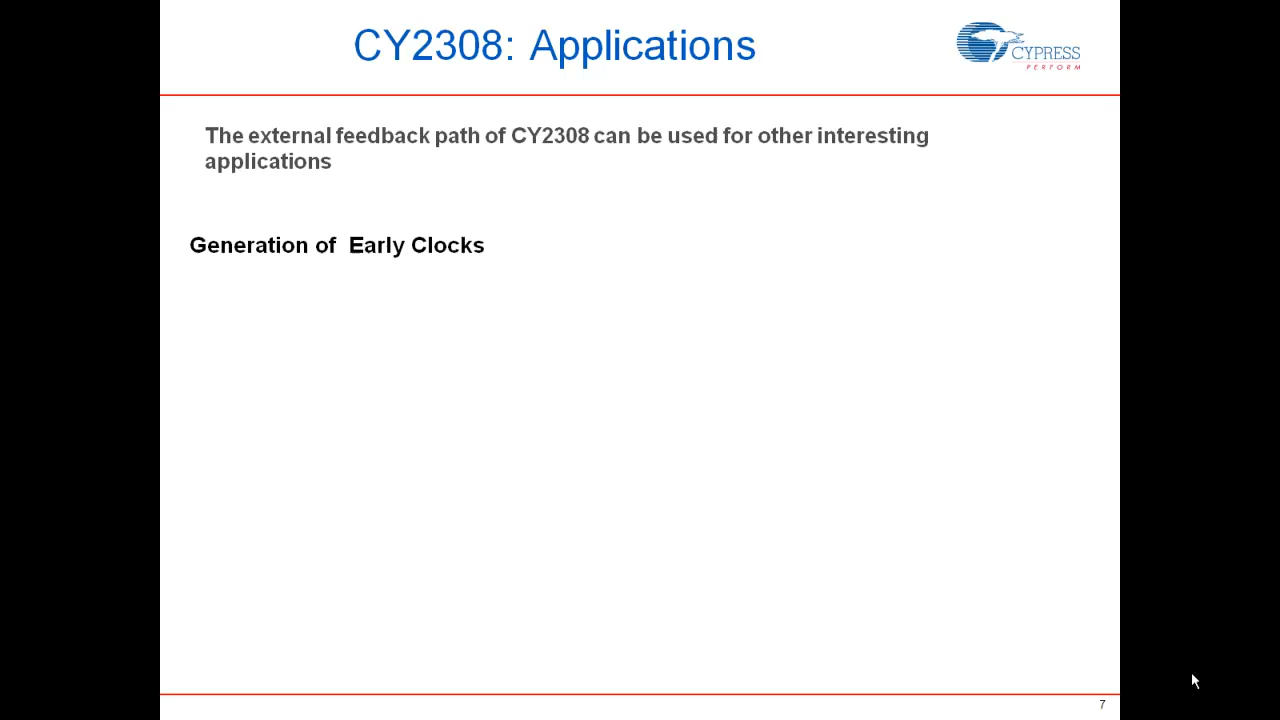 CY2308: Applications
CYPRESS
PERFORM
The external feedback path of CY2308 can be used for other interesting
applications
Generation of  Early Clocks
7